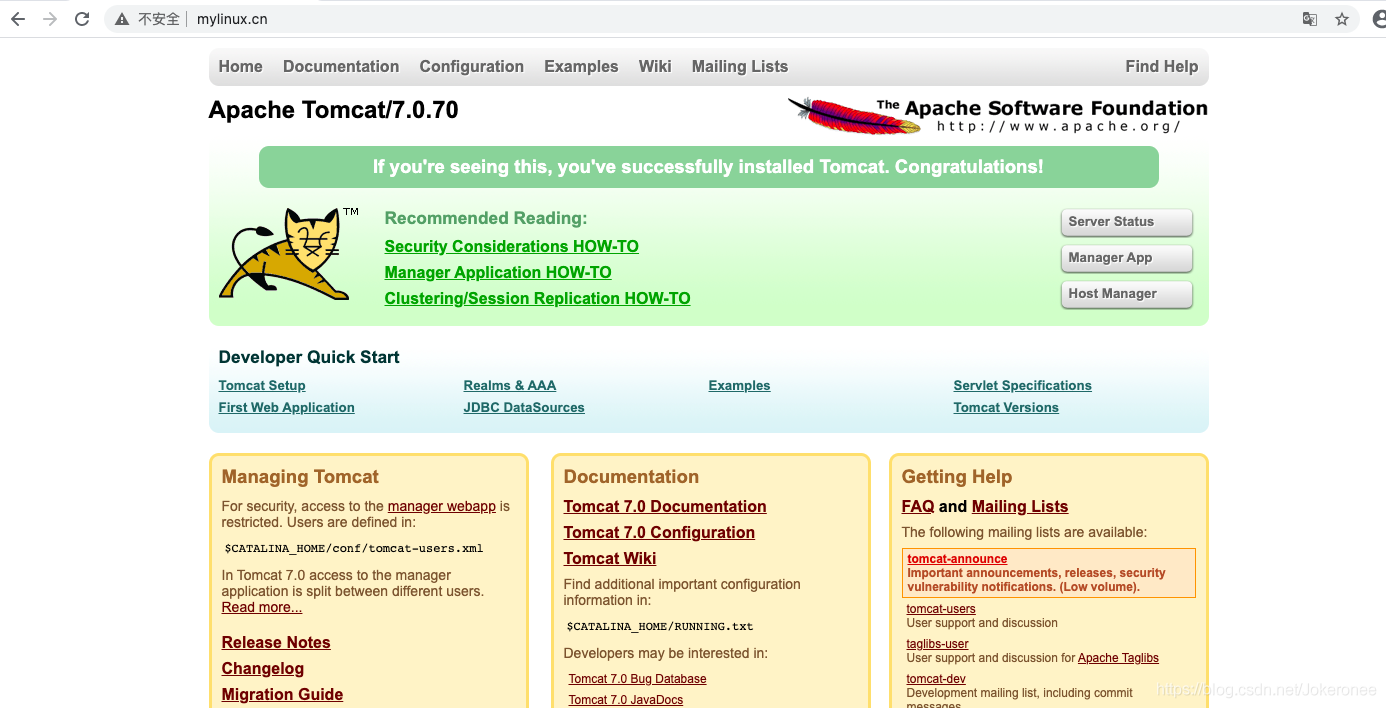 不安全 mylinux.cn
Home Documentation Configuration Examples Wiki Mailing Lists Find Help
Apache Tomcat/7.0.70
The Apache Software Foundation
http://www.apache.org/
If you're seeing this, you've successfully installed Tomcat. Congratulations!
TM
Recommended Reading:
Security Considerations HOW-TO
Manager Application HOW-TO
Clustering/Session Replication HOW-TO
Server Status
Manager App
Host Manager
Developer Quick Start
Tomcat Setup
First Web Application
Realms & AAA
JDBC DataSources
Examples
Servlet Specifications
Tomcat Versions
Managing Tomcat
For security, access to the manager webapp is
restricted. Users are defined in:
$CATALINA_HOME/conf/tomcat-users.xml
In Tomcat 7.0 access to the manager
application is split between different users.
Read more...
Release Notes
Changelog
Migration Guide
Documentation
Tomcat 7.0 Documentation
Tomcat 7.0 Configuration
Tomcat Wiki
Find additional important configuration
information in:
$CATALINA_HOME/RUNNING.txt
Developers may be interested in:
Tomcat 7.0 Bug Database
Tomcat 7.0 JavaDocs
Getting Help
FAQ and Mailing Lists
The following mailing lists are available:
tomcat-announce
Important announcements, releases, security
vulnerability notifications. (Low volume).
tomcat-users
User support and discussion
taglibs-user
User support and discussion for Apache Taglibs
tomcat-dev
Development mailing list, including commit
messages
https://blog.csdn.net/Jokeronee